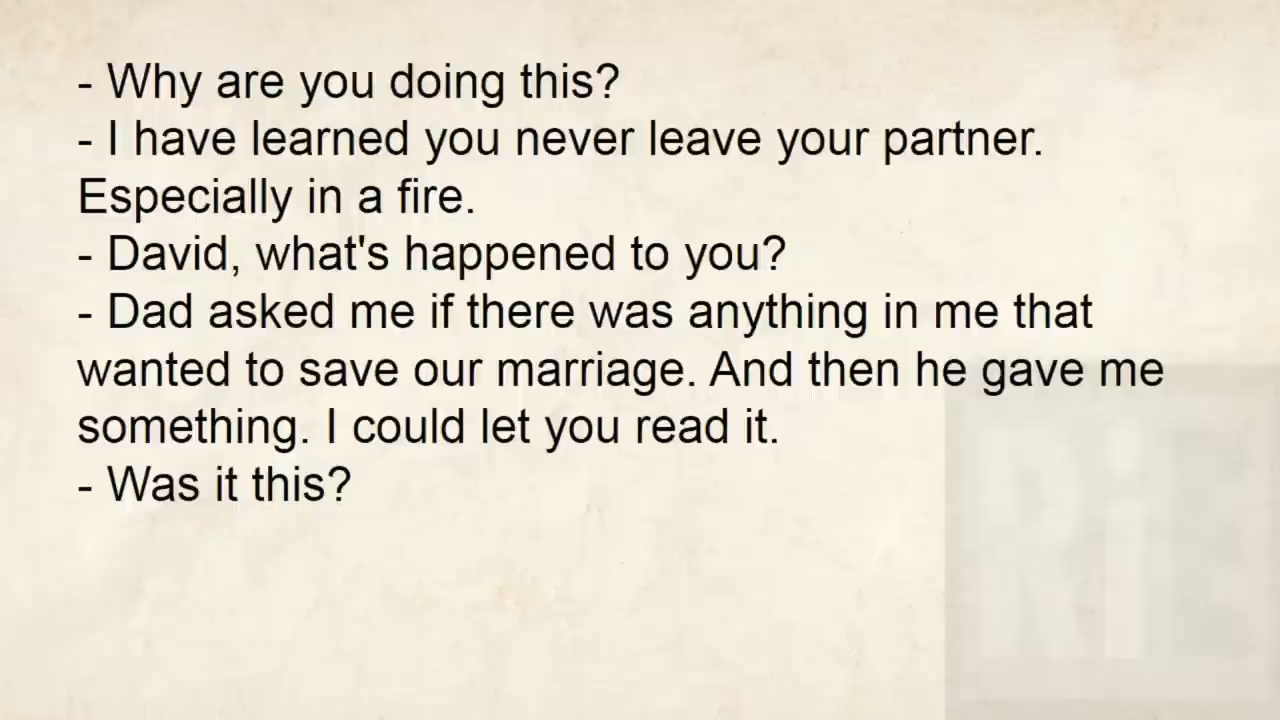 - Why are you doing this?
- I have learned you never leave your partner.
Especially in a fire.
- David, what's happened to you?
- Dad asked me if there was anything in me that
wanted to save our marriage. And then he gave me
something. I could let you read it.
- Was it this?
RiE